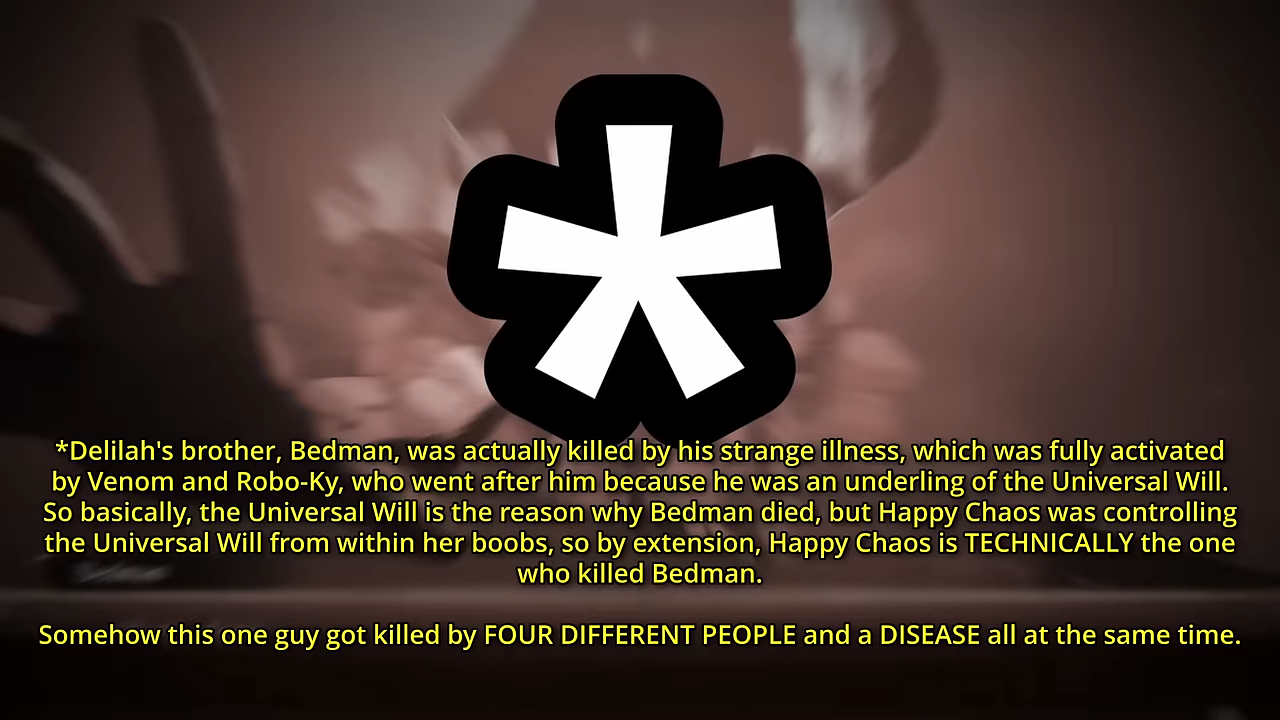 *
*Delilah's brother, Bedman, was actually killed by his strange illness, which was fully activated
by Venom and Robo-Ky, who went after him because he was an underling of the Universal Will.
So basically, the Universal Will is the reason why Bedman died, but Happy Chaos was controlling
the Universal Will from within her boobs, so by extension, Happy Chaos is TECHNICALLY the one
who killed Bedman.
Somehow this one guy got killed by FOUR DIFFERENT PEOPLE and a DISEASE all at the same time.